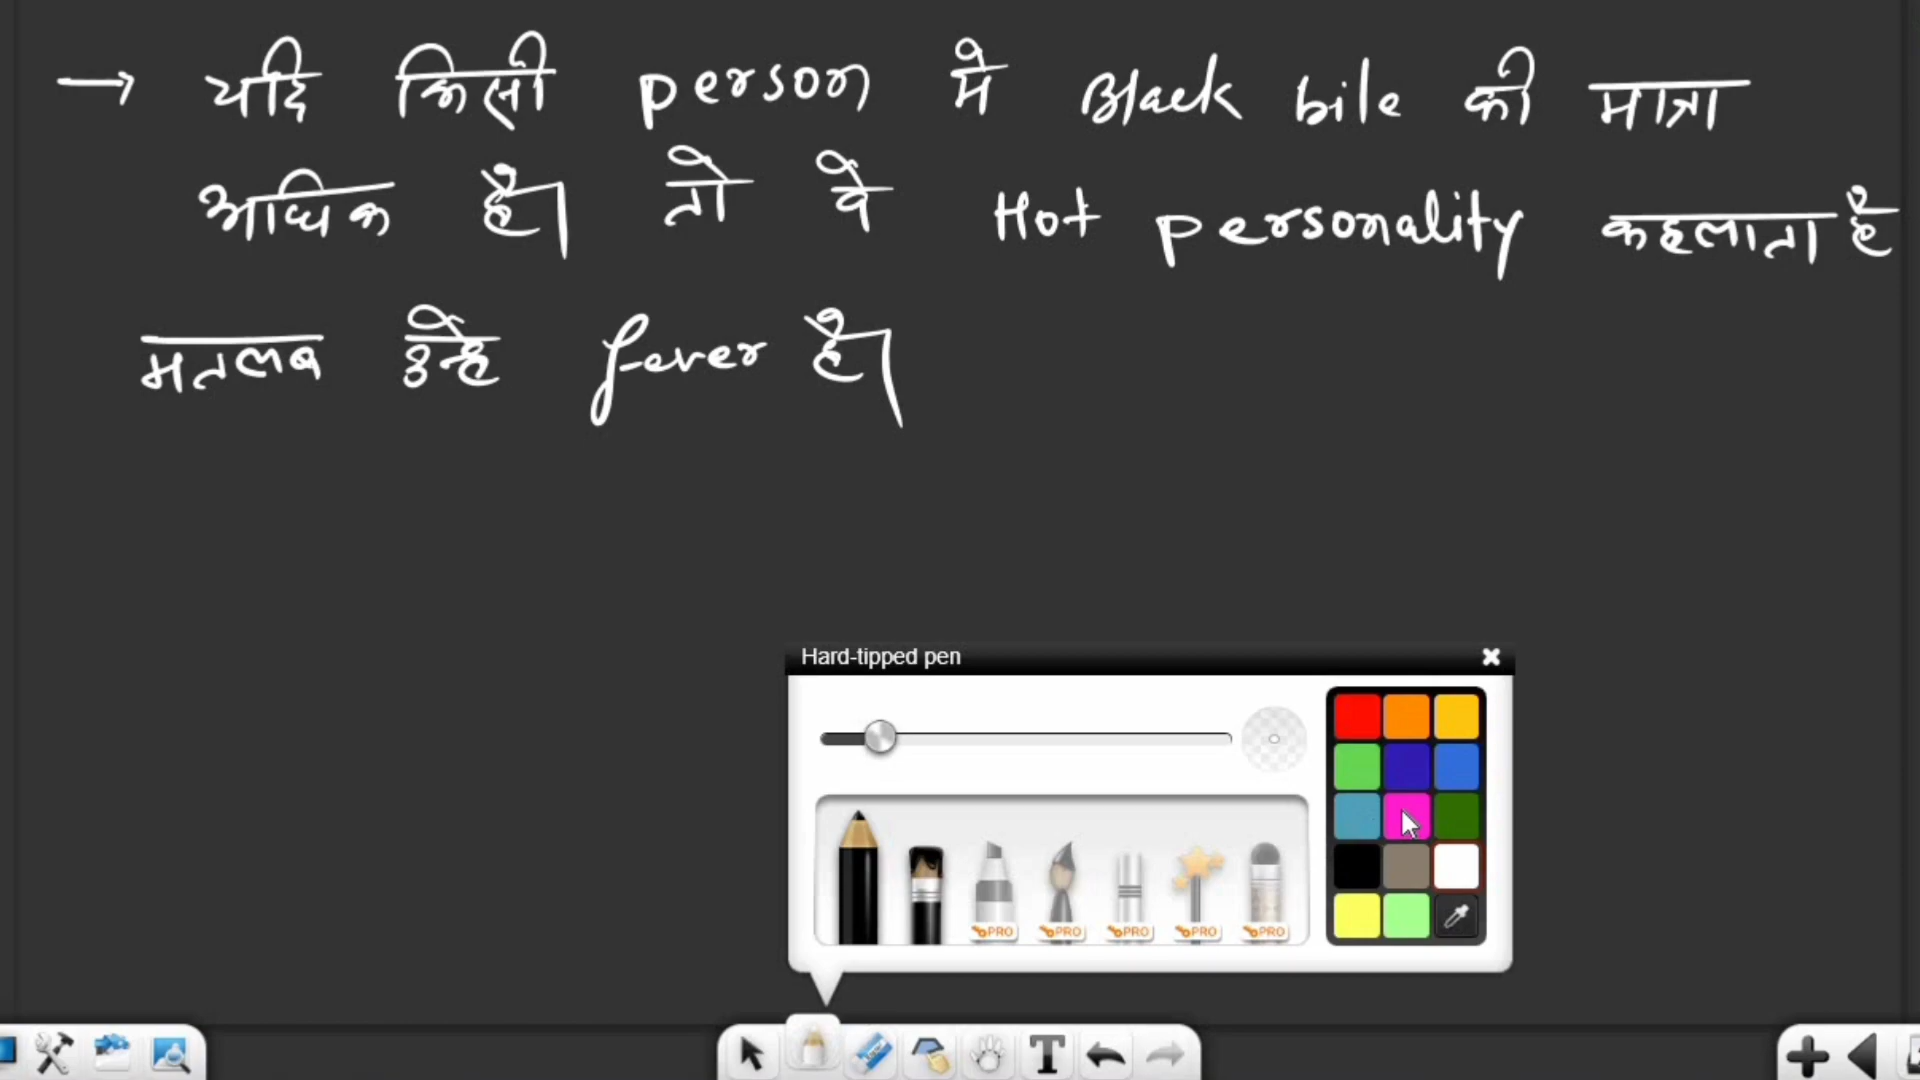 → यदि किसी person मे Black bile की मात्रा
अधिक है। तो वे Hot personality कहलाता है
मतलब उन्हे fever है।
Hard-tipped pen
PRO PRO PRO PRO PRO
T